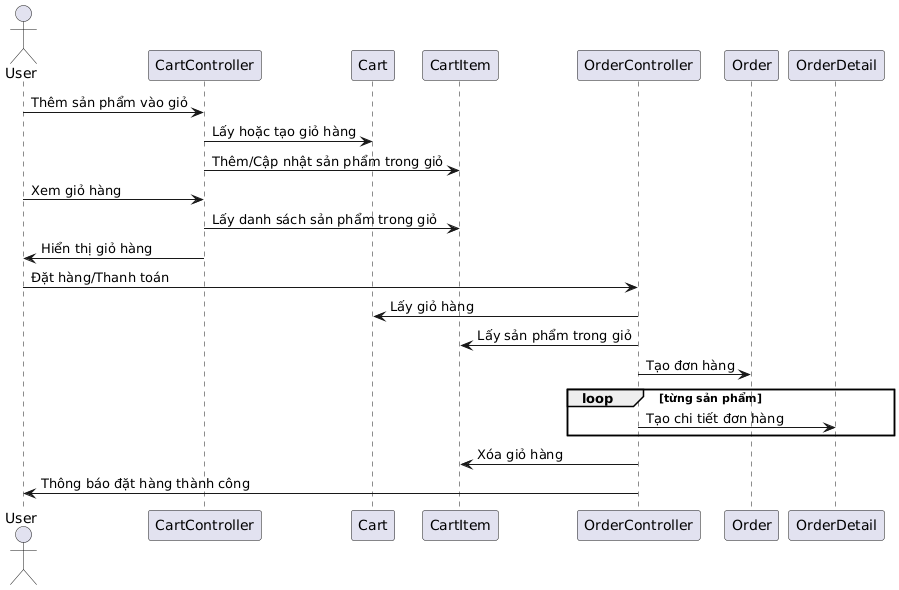 User
CartController
Cart
CartItem
OrderController
Order
OrderDetail
Thêm sản phẩm vào giỏ
Lấy hoặc tạo giỏ hàng
Thêm/Cập nhật sản phẩm trong giỏ
Xem giỏ hàng
Lấy danh sách sản phẩm trong giỏ
Hiển thị giỏ hàng
Đặt hàng/Thanh toán
Lấy giỏ hàng
Lấy sản phẩm trong giỏ
Tạo đơn hàng
loop [từng sản phẩm]
Tạo chi tiết đơn hàng
Xóa giỏ hàng
Thông báo đặt hàng thành công
User
CartController
Cart
CartItem
OrderController
Order
OrderDetail